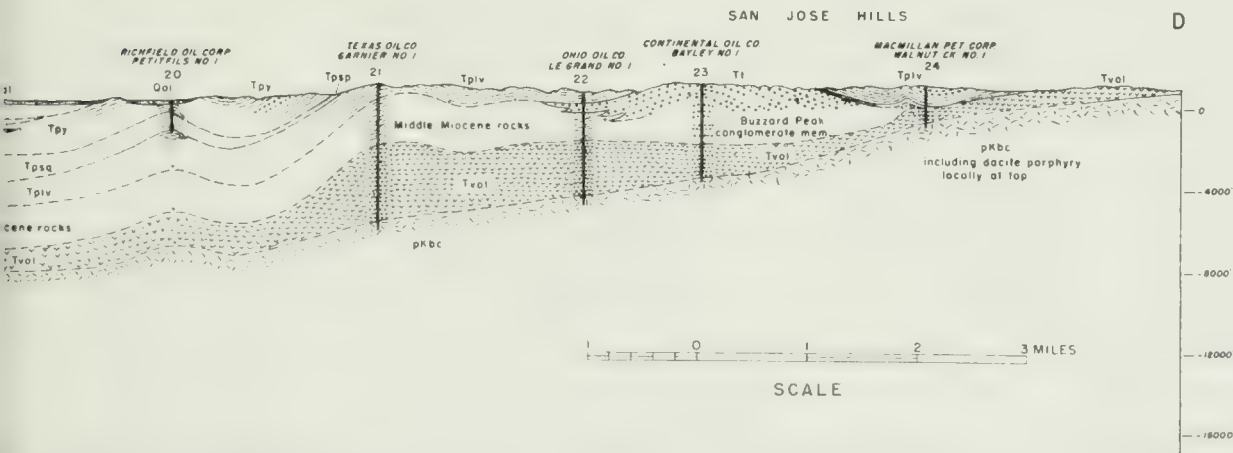 SAN JOSE HILLS
D
RICHFIELD OIL CORP
PETITFILS NO 1
20
TEXAS OIL CO
GARNIER NO 1
21
OHIO OIL CO
LE GRAND NO 1
22
CONTINENTAL OIL CO
BAYLEY NO 1
23
MACMILLAN PET CORP
WALNUT CK NO 1
24
Qol
Tpy
Tpsp
Tplv
Tt
Tplv
Tvol
Tpy
Middle Miocene rocks
Buzzard Peak
conglomerate mem
0
Tpsq
Tvol
pKbc
including dacite porphyry
locally at top
Tplv
Tvol
-4000'
cene rocks
pKbc
Tvol
-8000'
1 0 1 2 3 MILES
-12000
SCALE
-16000